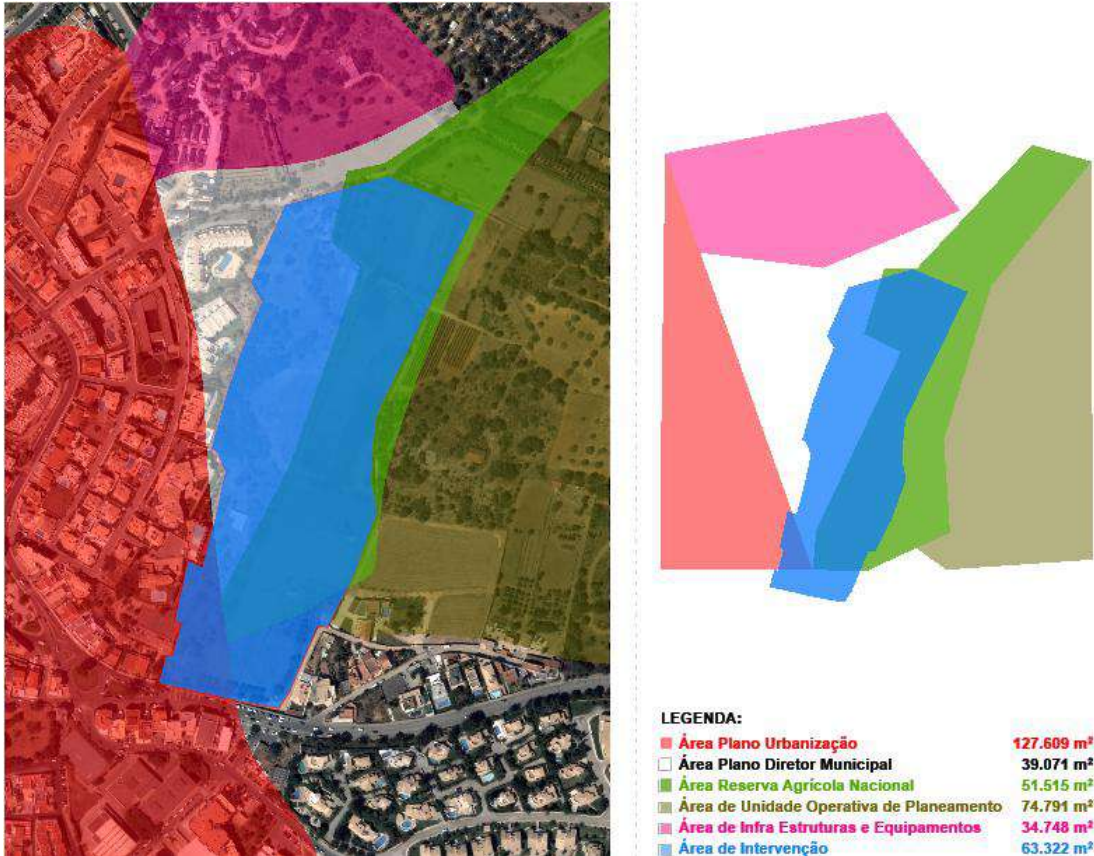 LEGENDA:
Área Plano Urbanização 127.609 m²
Área Plano Diretor Municipal 39.071 m²
Área Reserva Agrícola Nacional 51.515 m²
Área de Unidade Operativa de Planeamento 74.791 m²
Área de Infra Estruturas e Equipamentos 34.748 m²
Área de Intervenção 63.322 m²